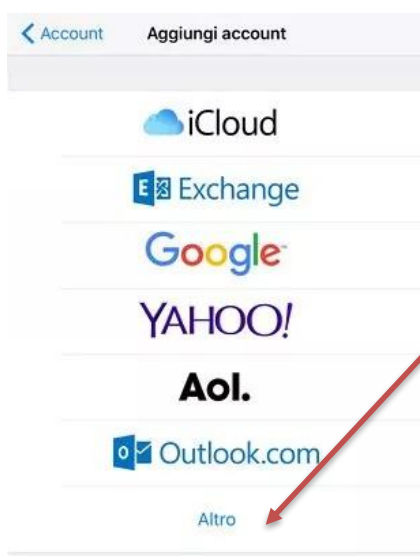 Account Aggiungi account
iCloud
Exchange
Google
YAHOO!
Aol.
Outlook.com
Altro